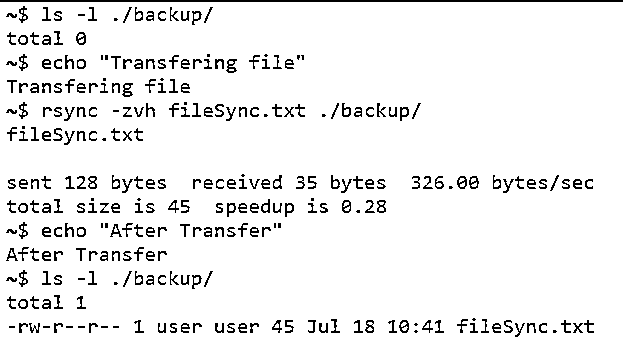 ~$ ls -l ./backup/
total 0
~$ echo "Transfering file"
Transfering file
~$ rsync -zvh fileSync.txt ./backup/
fileSync.txt
sent 128 bytes  received 35 bytes  326.00 bytes/sec
total size is 45  speedup is 0.28
~$ echo "After Transfer"
After Transfer
~$ ls -l ./backup/
total 1
-rw-r--r-- 1 user user 45 Jul 18 10:41 fileSync.txt